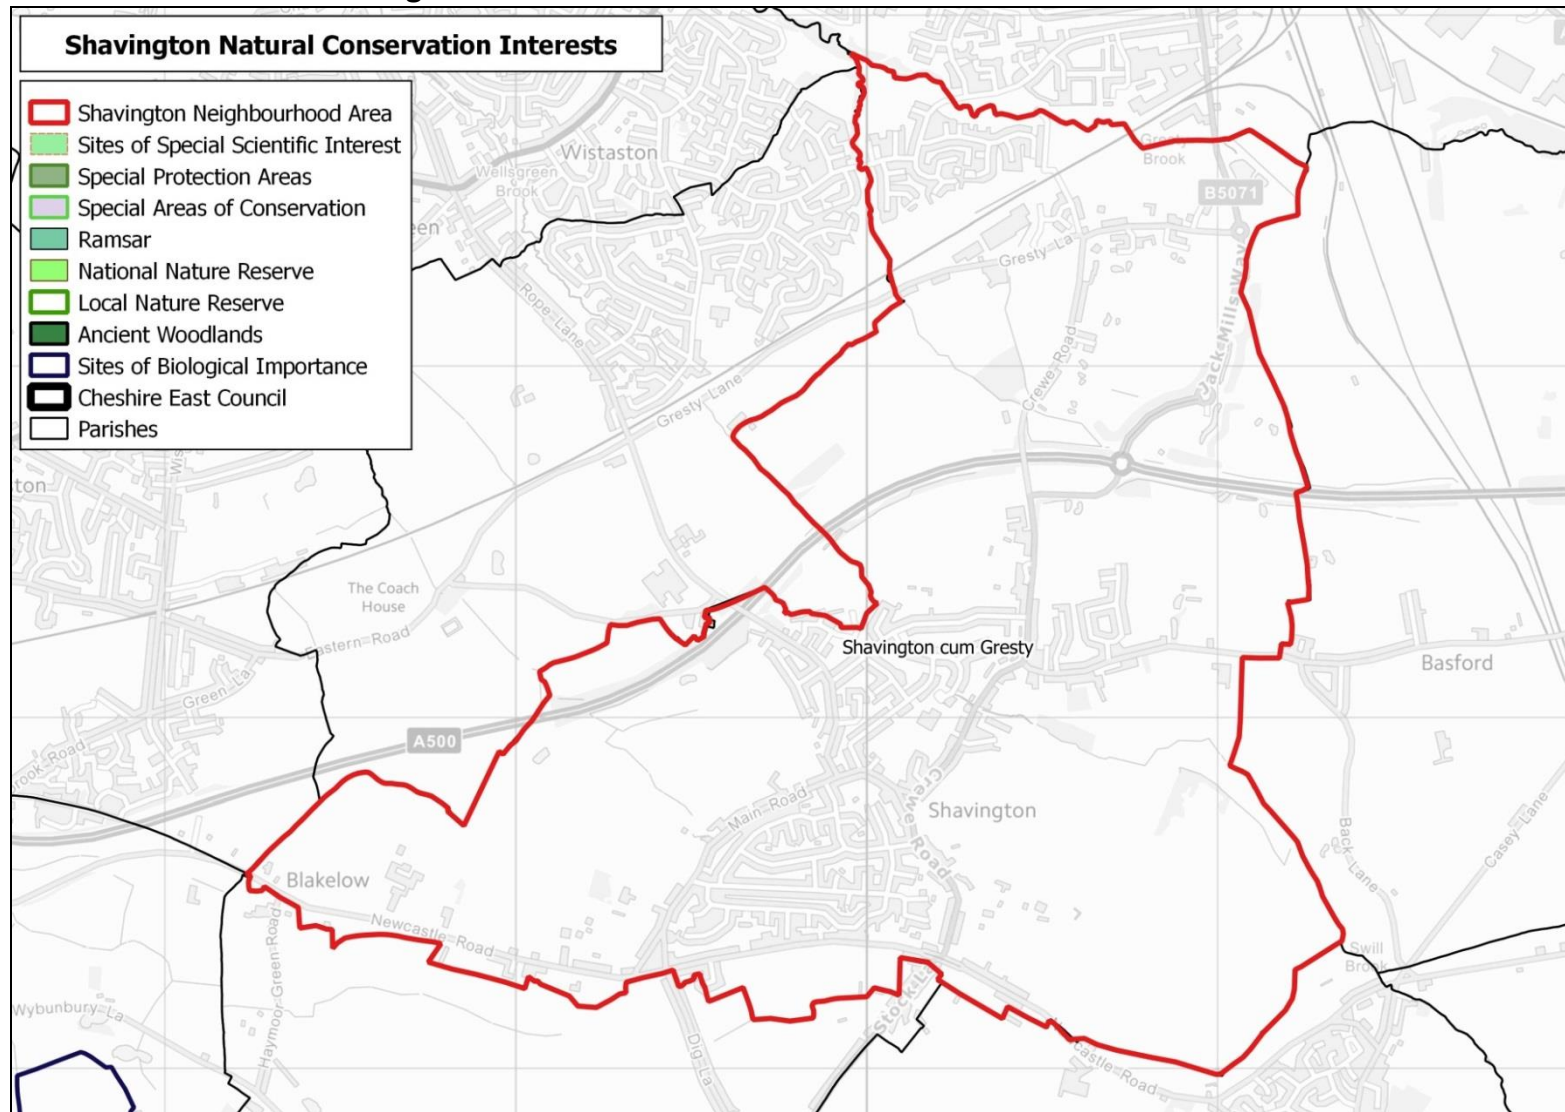 Shavington Natural Conservation Interests
Shavington Neighbourhood Area
Sites of Special Scientific Interest
Special Protection Areas
Special Areas of Conservation
Ramsar
National Nature Reserve
Local Nature Reserve
Ancient Woodlands
Sites of Biological Importance
Cheshire East Council
Parishes
Wistaston
Wellsgreen
Brook
Gresty
Brook
B5071
Gresty La
Rope Lane
Jack Mills Way
Crewe Road
Gresty Lane
ton
The Coach
House
Eastern Road
Shavington cum Gresty
Basford
Green La
A500
Main Road
Crewe Road
Shavington
Back Lane
Casey Lane
Blakelow
Newcastle Road
Haymoor Green Road
Swill
Brook
Wybunbury La
Stock La
Dig La
castle Road